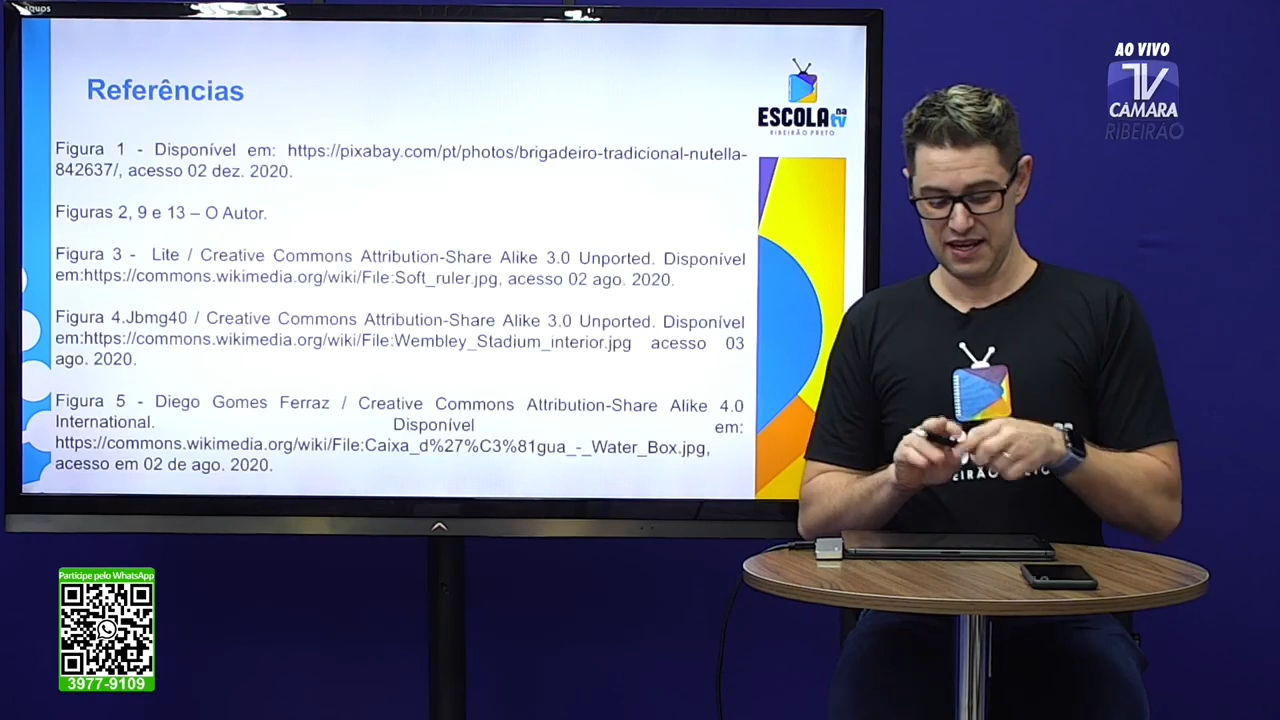 AO VIVO
TV
CÂMARA
RIBEIRÃO
Referências
ESCOLA na tv
RIBEIRÃO PRETO
Figura 1 - Disponível em: https://pixabay.com/pt/photos/brigadeiro-tradicional-nutella-
842637/, acesso 02 dez. 2020.
Figuras 2, 9 e 13 – O Autor.
Figura 3 - Lite / Creative Commons Attribution-Share Alike 3.0 Unported. Disponível
em:https://commons.wikimedia.org/wiki/File:Soft_ruler.jpg, acesso 02 ago. 2020.
Figura 4.Jbmg40 / Creative Commons Attribution-Share Alike 3.0 Unported. Disponível
em:https://commons.wikimedia.org/wiki/File:Wembley_Stadium_interior.jpg acesso 03
ago. 2020.
Figura 5 - Diego Gomes Ferraz / Creative Commons Attribution-Share Alike 4.0
International. Disponível em:
https://commons.wikimedia.org/wiki/File:Caixa_d%27%C3%81gua_-_Water_Box.jpg,
acesso em 02 de ago. 2020.
Participe pelo WhatsApp
3977-9109